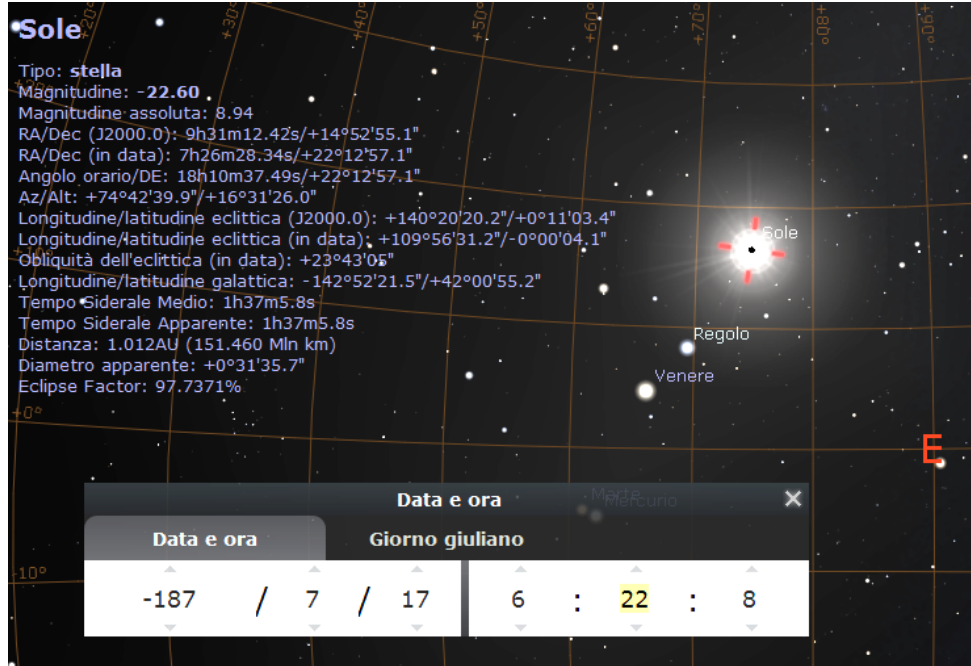 Sole
Tipo: stella
Magnitudine: -22.60
Magnitudine assoluta: 8.94
RA/Dec (J2000.0): 9h31m12.42s/+14°52'55.1"
RA/Dec (in data): 7h26m28.34s/+22°12'57.1"
Angolo orario/DE: 18h10m37.49s/+22°12'57.1"
Az/Alt: +74°42'39.9"/+16°31'26.0"
Longitudine/latitudine eclittica (J2000.0): +140°20'20.2"/+0°11'03.4"
Longitudine/latitudine eclittica (in data): +109°56'31.2"/-0°00'04.1"
Obliquità dell'eclittica (in data): +23°43'05"
Longitudine/latitudine galattica: -142°52'21.5"/+42°00'55.2"
Tempo Siderale Medio: 1h37m5.8s
Tempo Siderale Apparente: 1h37m5.8s
Distanza: 1.012AU (151.460 Mln km)
Diametro apparente: +0°31'35.7"
Eclipse Factor: 97.7371%
+20°
+30°
+40°
+50°
+60°
+70°
+80°
+90°
+20°
+10°
+0°
-10°
Sole
Regolo
Venere
E
Marte
Mercurio
Data e ora
Data e ora
Giorno giuliano
-187 / 7 / 17 6 : 22 : 8